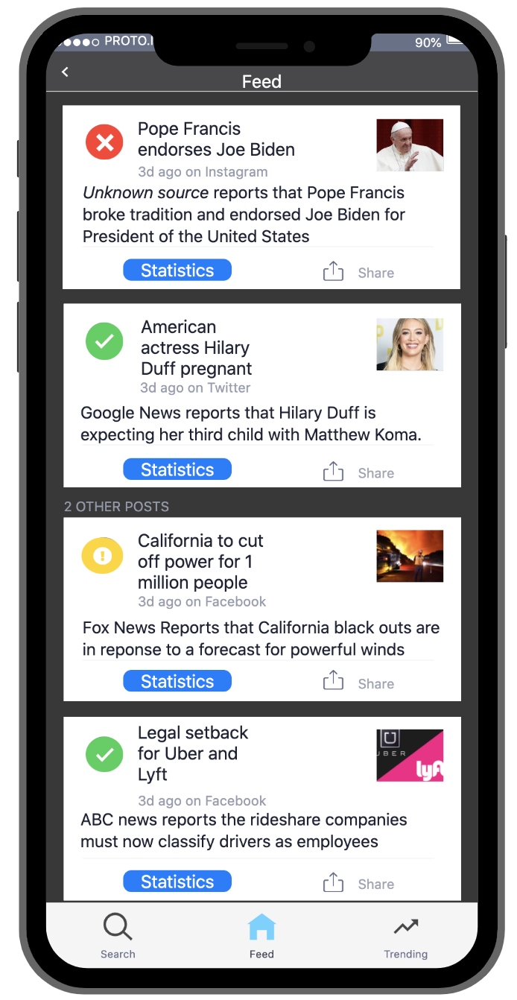 PROTO.I
90%
Feed
Pope Francis
endorses Joe Biden
3d ago on Instagram
Unknown source reports that Pope Francis
broke tradition and endorsed Joe Biden for
President of the United States
Statistics
Share
American
actress Hilary
Duff pregnant
3d ago on Twitter
Google News reports that Hilary Duff is
expecting her third child with Matthew Koma.
Statistics
Share
2 OTHER POSTS
California to cut
off power for 1
million people
3d ago on Facebook
Fox News Reports that California black outs are
in reponse to a forecast for powerful winds
Statistics
Share
Legal setback
for Uber and
Lyft
UBER
lyft
3d ago on Facebook
ABC news reports the rideshare companies
must now classify drivers as employees
Statistics
Share
Search
Feed
Trending